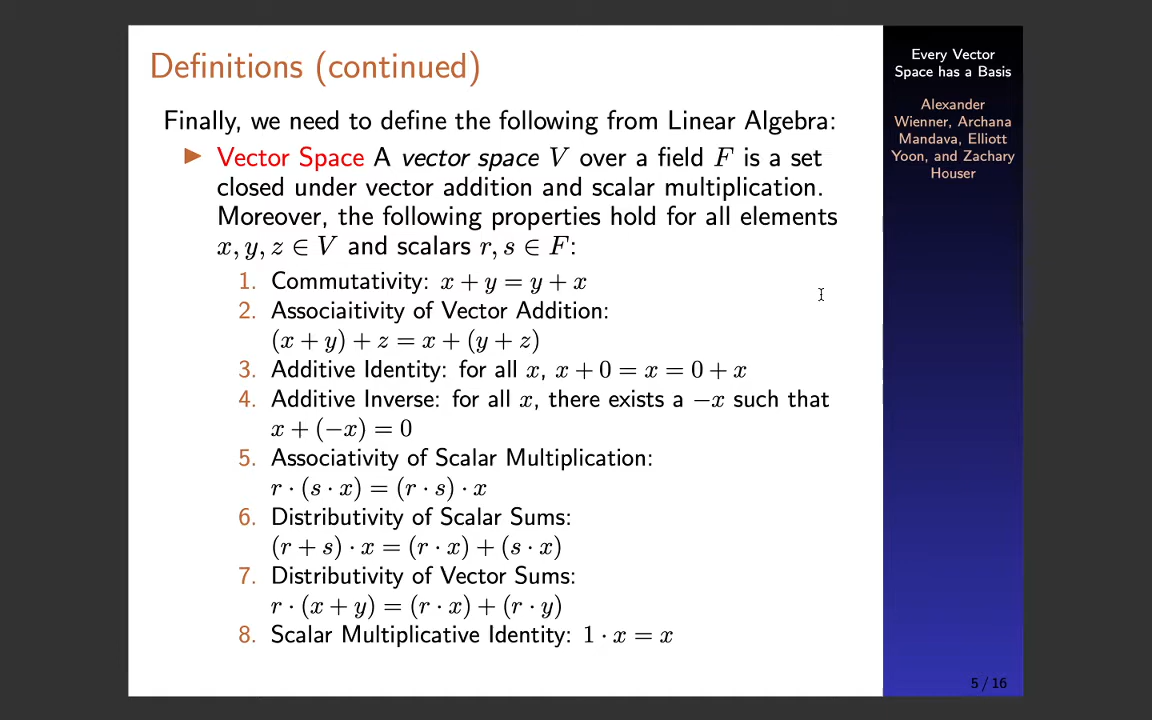 Definitions (continued)
Finally, we need to define the following from Linear Algebra:
▶ Vector Space A vector space V over a field F is a set
closed under vector addition and scalar multiplication.
Moreover, the following properties hold for all elements
x, y, z ∈ V and scalars r, s ∈ F:
1. Commutativity: x + y = y + x
2. Associaitivity of Vector Addition:
(x + y) + z = x + (y + z)
3. Additive Identity: for all x, x + 0 = x = 0 + x
4. Additive Inverse: for all x, there exists a −x such that
x + (−x) = 0
5. Associativity of Scalar Multiplication:
r · (s · x) = (r · s) · x
6. Distributivity of Scalar Sums:
(r + s) · x = (r · x) + (s · x)
7. Distributivity of Vector Sums:
r · (x + y) = (r · x) + (r · y)
8. Scalar Multiplicative Identity: 1 · x = x
Every Vector
Space has a Basis
Alexander
Wienner, Archana
Mandava, Elliott
Yoon, and Zachary
Houser
5 / 16